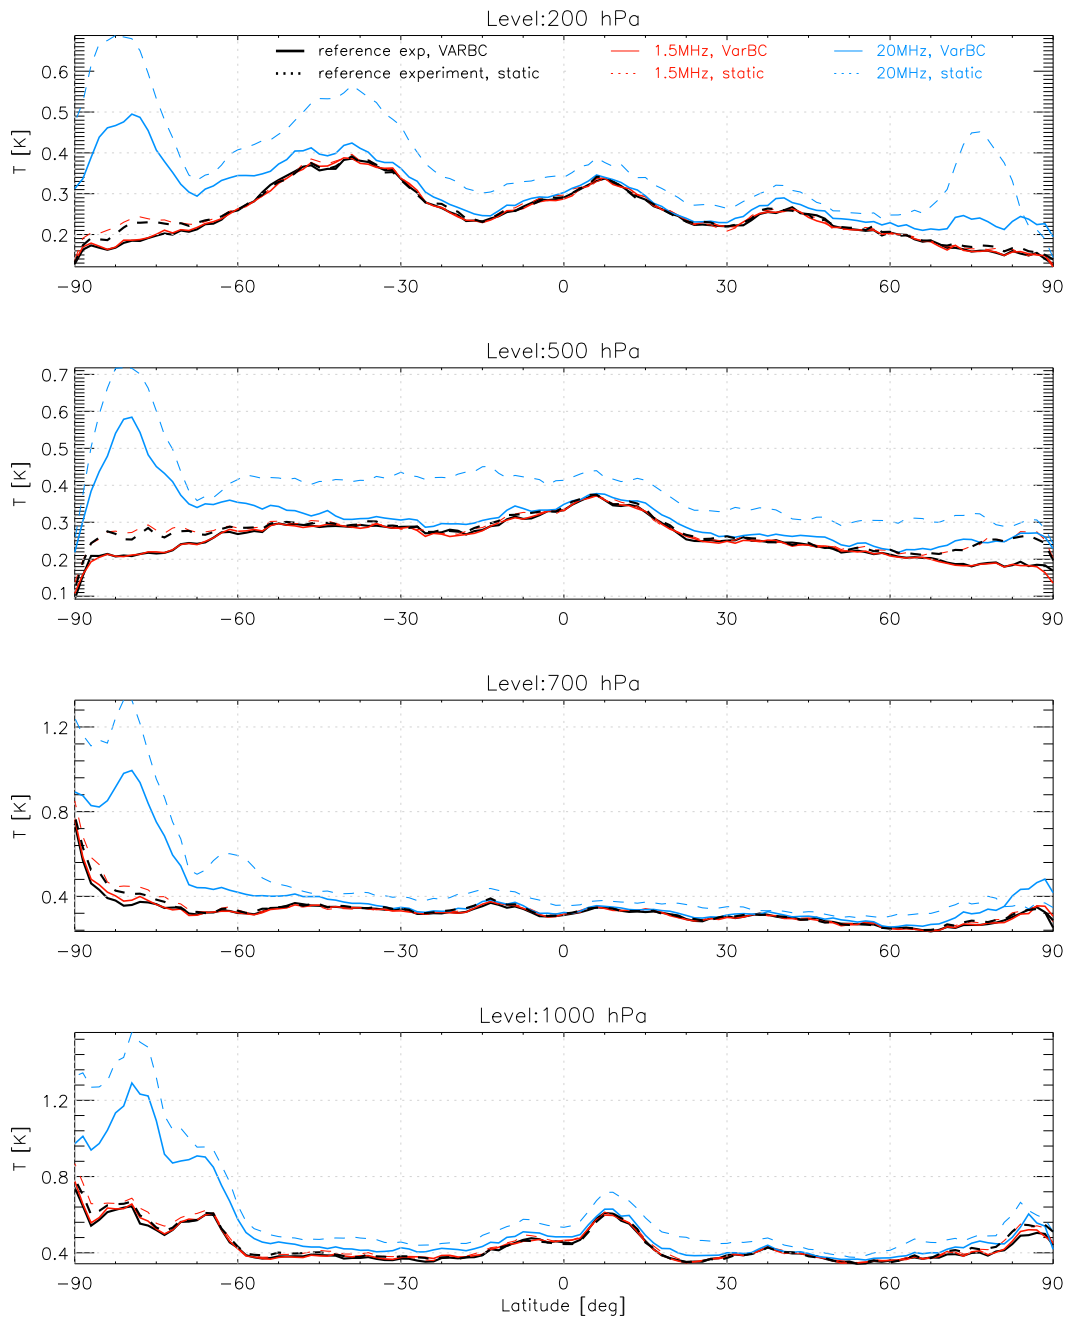 Level:200 hPa
reference exp, VARBC 1.5MHz, VarBC 20MHz, VarBC
reference experiment, static 1.5MHz, static 20MHz, static
T [K]
0.6
0.5
0.4
0.3
0.2
−90 −60 −30 0 30 60 90
Level:500 hPa
T [K]
0.7
0.6
0.5
0.4
0.3
0.2
0.1
−90 −60 −30 0 30 60 90
Level:700 hPa
T [K]
1.2
0.8
0.4
−90 −60 −30 0 30 60 90
Level:1000 hPa
T [K]
1.2
0.8
0.4
−90 −60 −30 0 30 60 90
Latitude [deg]